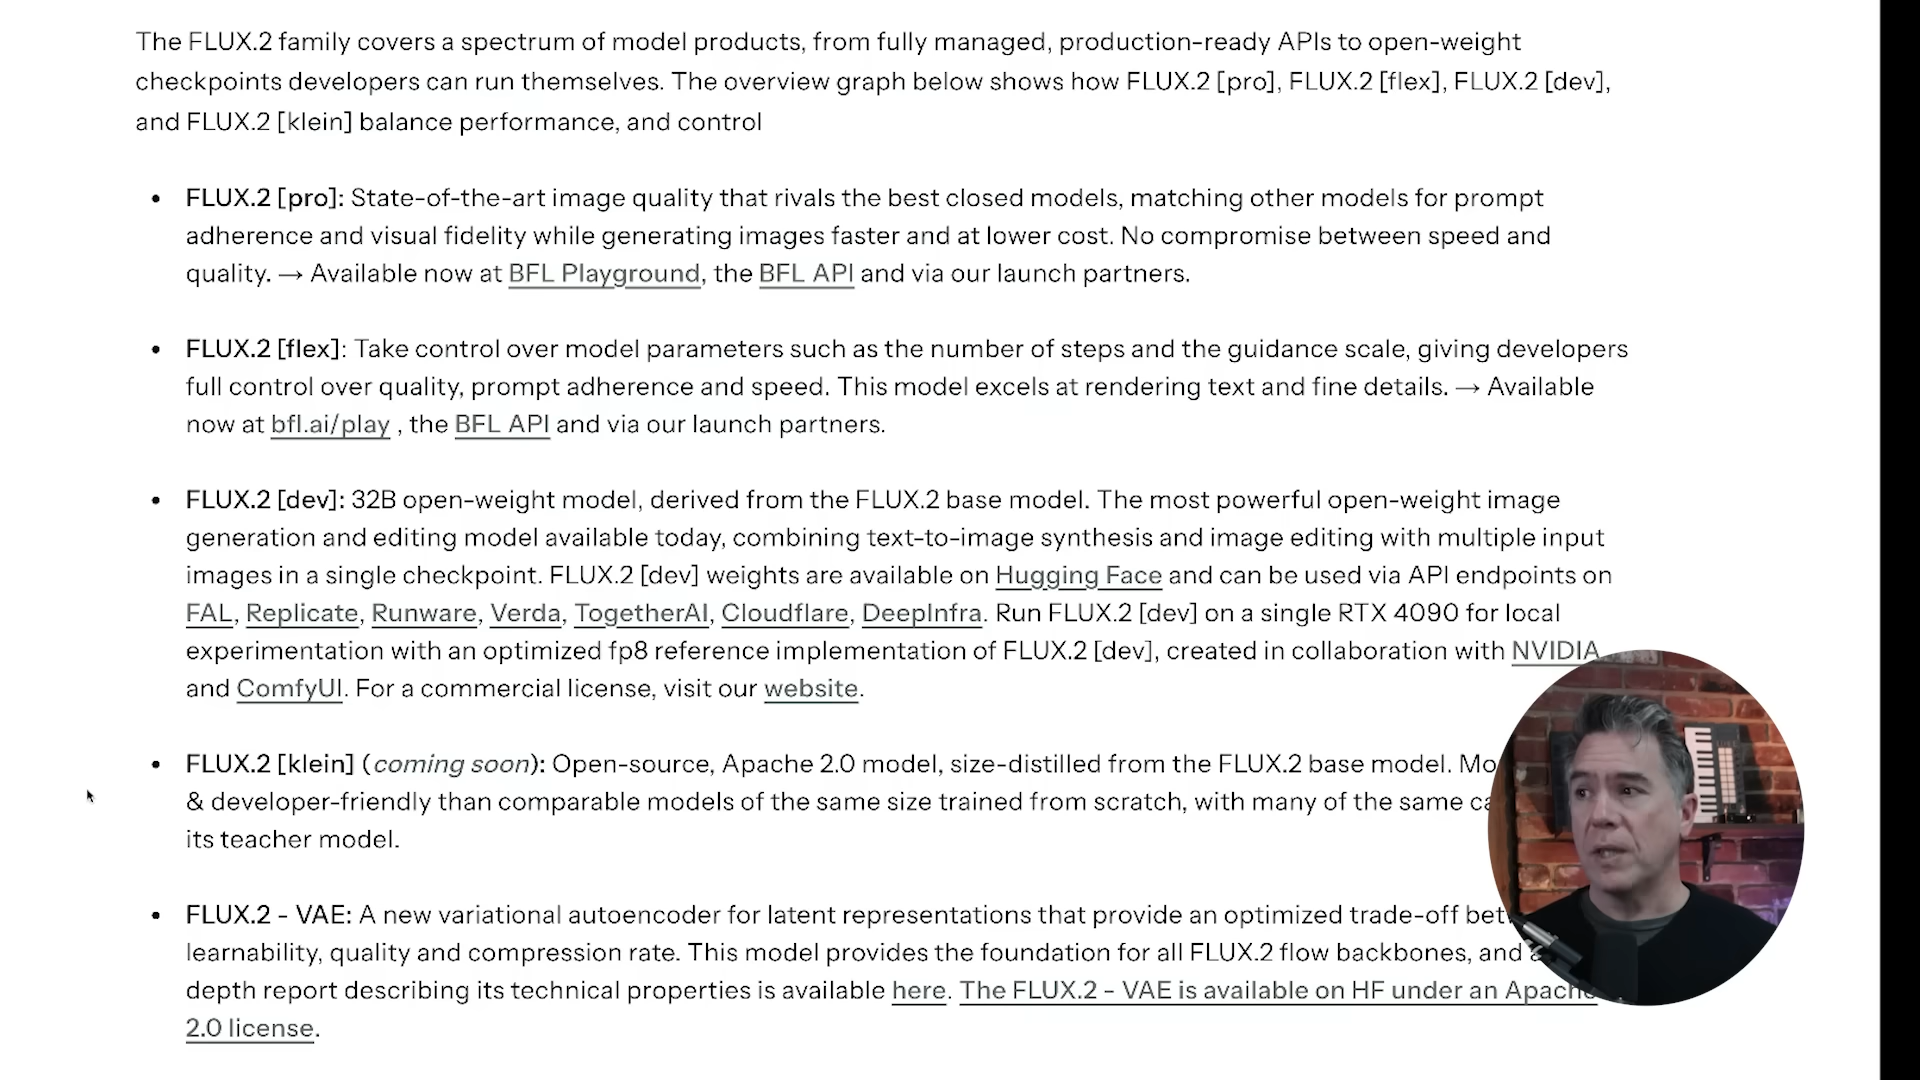 The FLUX.2 family covers a spectrum of model products, from fully managed, production-ready APIs to open-weight
checkpoints developers can run themselves. The overview graph below shows how FLUX.2 [pro], FLUX.2 [flex], FLUX.2 [dev],
and FLUX.2 [klein] balance performance, and control
• FLUX.2 [pro]: State-of-the-art image quality that rivals the best closed models, matching other models for prompt
adherence and visual fidelity while generating images faster and at lower cost. No compromise between speed and
quality. → Available now at BFL Playground, the BFL API and via our launch partners.
• FLUX.2 [flex]: Take control over model parameters such as the number of steps and the guidance scale, giving developers
full control over quality, prompt adherence and speed. This model excels at rendering text and fine details. → Available
now at bfl.ai/play , the BFL API and via our launch partners.
• FLUX.2 [dev]: 32B open-weight model, derived from the FLUX.2 base model. The most powerful open-weight image
generation and editing model available today, combining text-to-image synthesis and image editing with multiple input
images in a single checkpoint. FLUX.2 [dev] weights are available on Hugging Face and can be used via API endpoints on
FAL, Replicate, Runware, Verda, TogetherAI, Cloudflare, DeepInfra. Run FLUX.2 [dev] on a single RTX 4090 for local
experimentation with an optimized fp8 reference implementation of FLUX.2 [dev], created in collaboration with NVIDIA
and ComfyUI. For a commercial license, visit our website.
• FLUX.2 [klein] (coming soon): Open-source, Apache 2.0 model, size-distilled from the FLUX.2 base model.
& developer-friendly than comparable models of the same size trained from scratch, with many of the same
its teacher model.
• FLUX.2 - VAE: A new variational autoencoder for latent representations that provide an optimized trade-off
learnability, quality and compression rate. This model provides the foundation for all FLUX.2 flow backbones, and
depth report describing its technical properties is available here. The FLUX.2 - VAE is available on HF under an Apache
2.0 license.